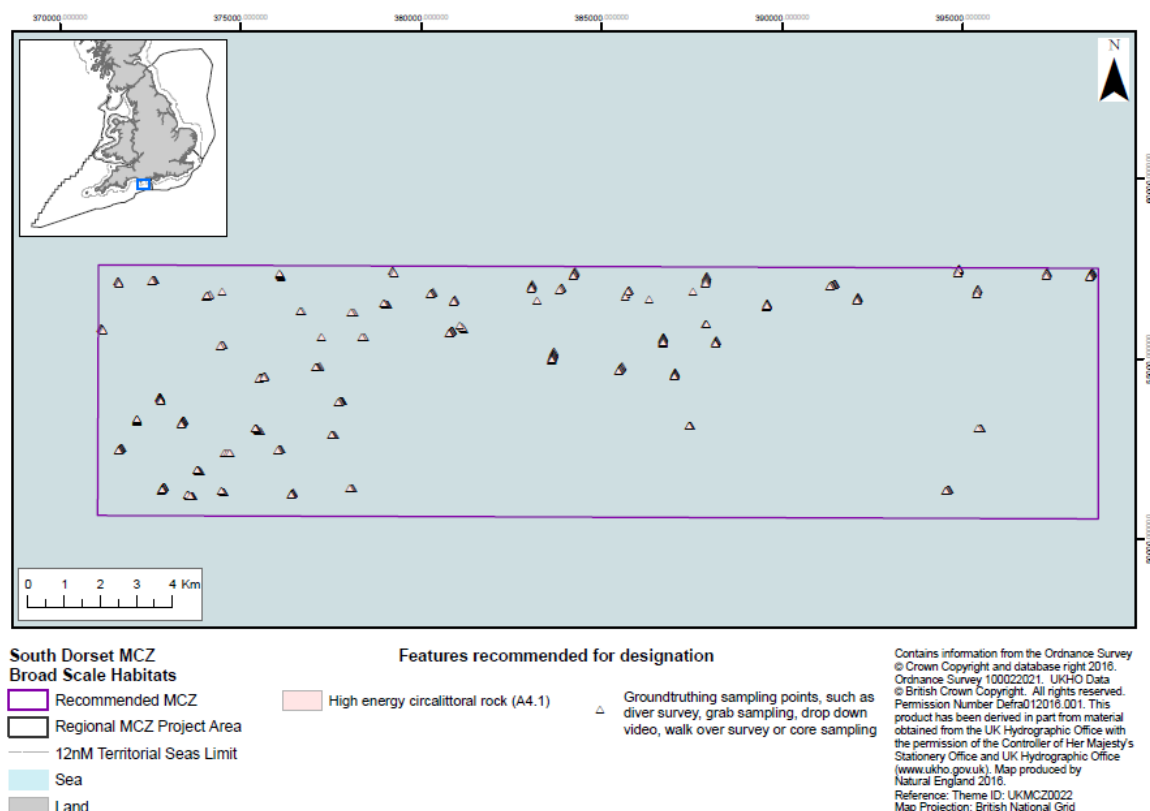 370000.000000 375000.000000 380000.000000 385000.000000 390000.000000 395000.000000
N
60000.000000
55000.000000
50000.000000
0 1 2 3 4 Km
South Dorset MCZ
Broad Scale Habitats
Recommended MCZ
Regional MCZ Project Area
12nM Territorial Seas Limit
Sea
Land
Features recommended for designation
High energy circalittoral rock (A4.1)
Groundtruthing sampling points, such as
diver survey, grab sampling, drop down
video, walk over survey or core sampling
Contains information from the Ordnance Survey
© Crown Copyright and database right 2016.
Ordnance Survey 100022021. UKHO Data
© British Crown Copyright. All rights reserved.
Permission Number Defra012016.001. This
product has been derived in part from material
obtained from the UK Hydrographic Office with
the permission of the Controller of Her Majesty's
Stationery Office and UK Hydrographic Office
(www.ukho.gov.uk). Map produced by
Natural England 2016.
Reference: Theme ID: UKMCZ0022
Map Projection: British National Grid